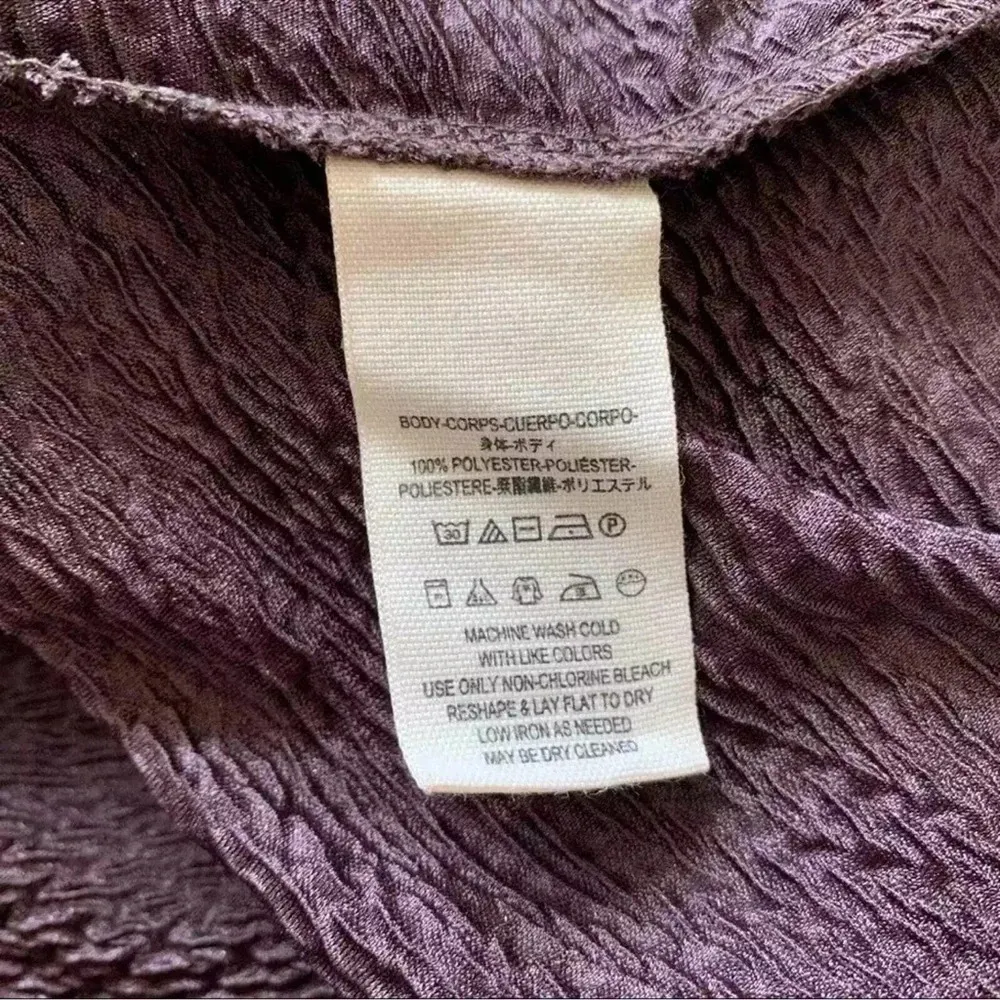 BODY-CORPS-CUERPO-CORPO-
身体-ボディ
100% POLYESTER-POLIÉSTER-
POLIESTERE-聚脂纖維-ポリエステル
30 P
MACHINE WASH COLD
WITH LIKE COLORS
USE ONLY NON-CHLORINE BLEACH
RESHAPE & LAY FLAT TO DRY
LOW IRON AS NEEDED
MAY BE DRY CLEANED